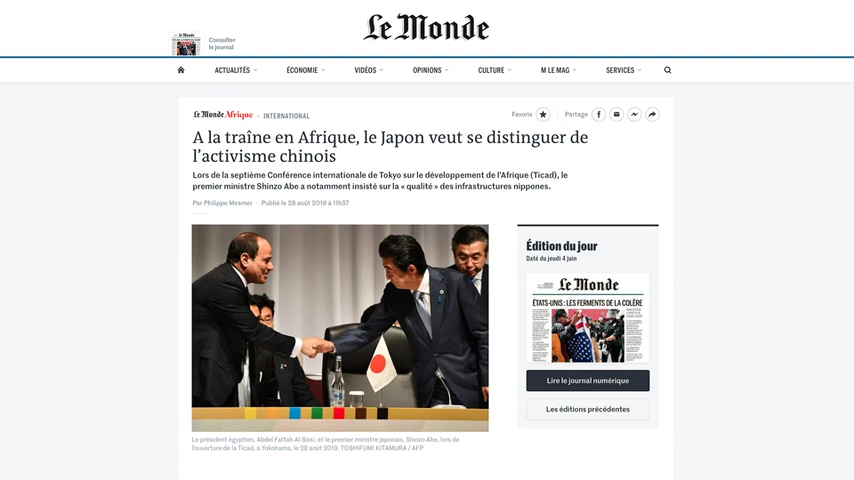 Consulter
le journal
Le Monde
ACTUALITÉS
ÉCONOMIE
VIDÉOS
OPINIONS
CULTURE
M LE MAG
SERVICES
Le Monde Afrique · INTERNATIONAL
Favoris
Partage
A la traîne en Afrique, le Japon veut se distinguer de
l’activisme chinois
Lors de la septième Conférence internationale de Tokyo sur le développement de l’Afrique (Ticad), le
premier ministre Shinzo Abe a notamment insisté sur la « qualité » des infrastructures nippones.
Par Philippe Mesmer · Publié le 28 août 2019 à 11h37
Le président égyptien, Abdel Fattah Al-Sissi, et le premier ministre japonais, Shinzo Abe, lors de
l’ouverture de la Ticad, à Yokohama, le 28 août 2019. TOSHIFUMI KITAMURA / AFP
Édition du jour
Daté du jeudi 4 juin
Le Monde
ÉTATS-UNIS : LES FERMENTS DE LA COLÈRE
Lire le journal numérique
Les éditions précédentes